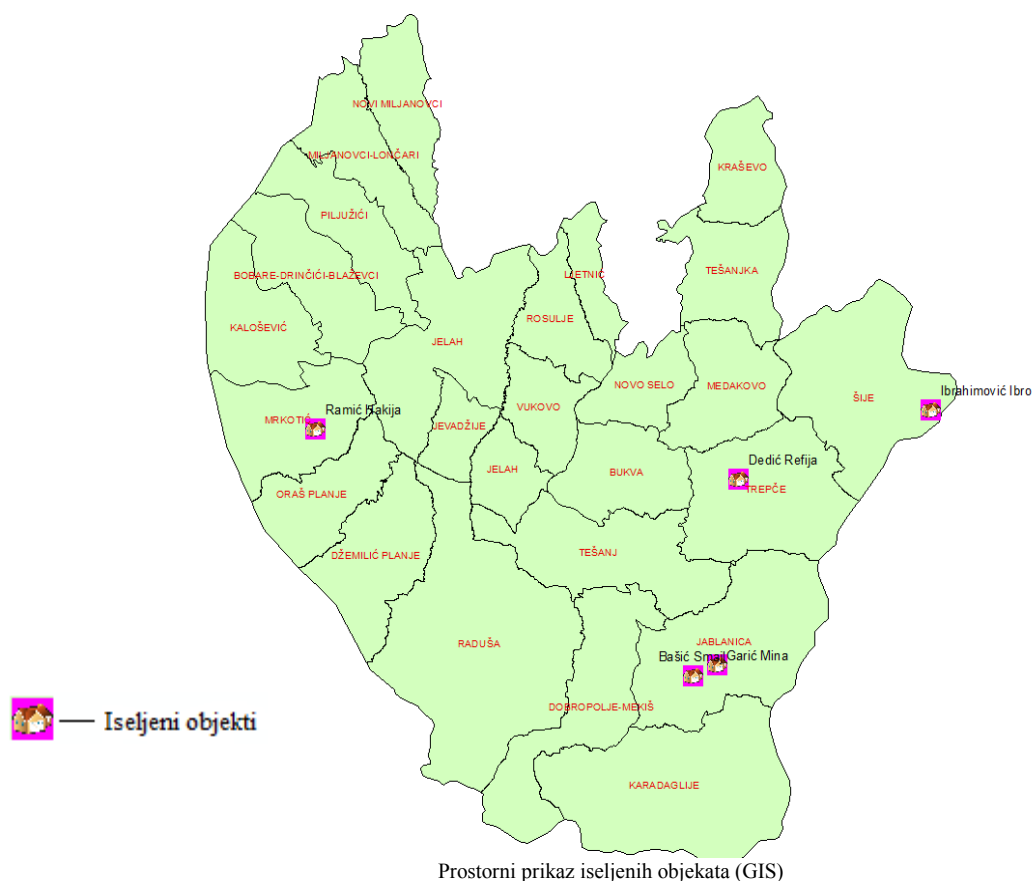 NOVI MILJANOVCI
MILJANOVCI-LONČARI
KRAŠEVO
PILJUŽIĆI
BOBARE-DRINČIĆI-BLAŽEVCI
LJETNIĆ
TEŠANJKA
KALOŠEVIĆ
JELAH
ROSULJE
NOVO SELO
MEDAKOVO
ŠIJE
Ibrahimović Ibro
MRKOTIĆ
Ramić Hakija
JEVADŽIJE
VUKOVO
JELAH
BUKVA
Dedić Refija
TREPČE
ORAŠ PLANJE
DŽEMILIĆ PLANJE
TEŠANJ
RADUŠA
JABLANICA
Bašić Smajl
Garić Mina
DOBROPOLJE-MEKIŠ
Iseljeni objekti
KARADAGLIJE
Prostorni prikaz iseljenih objekata (GIS)